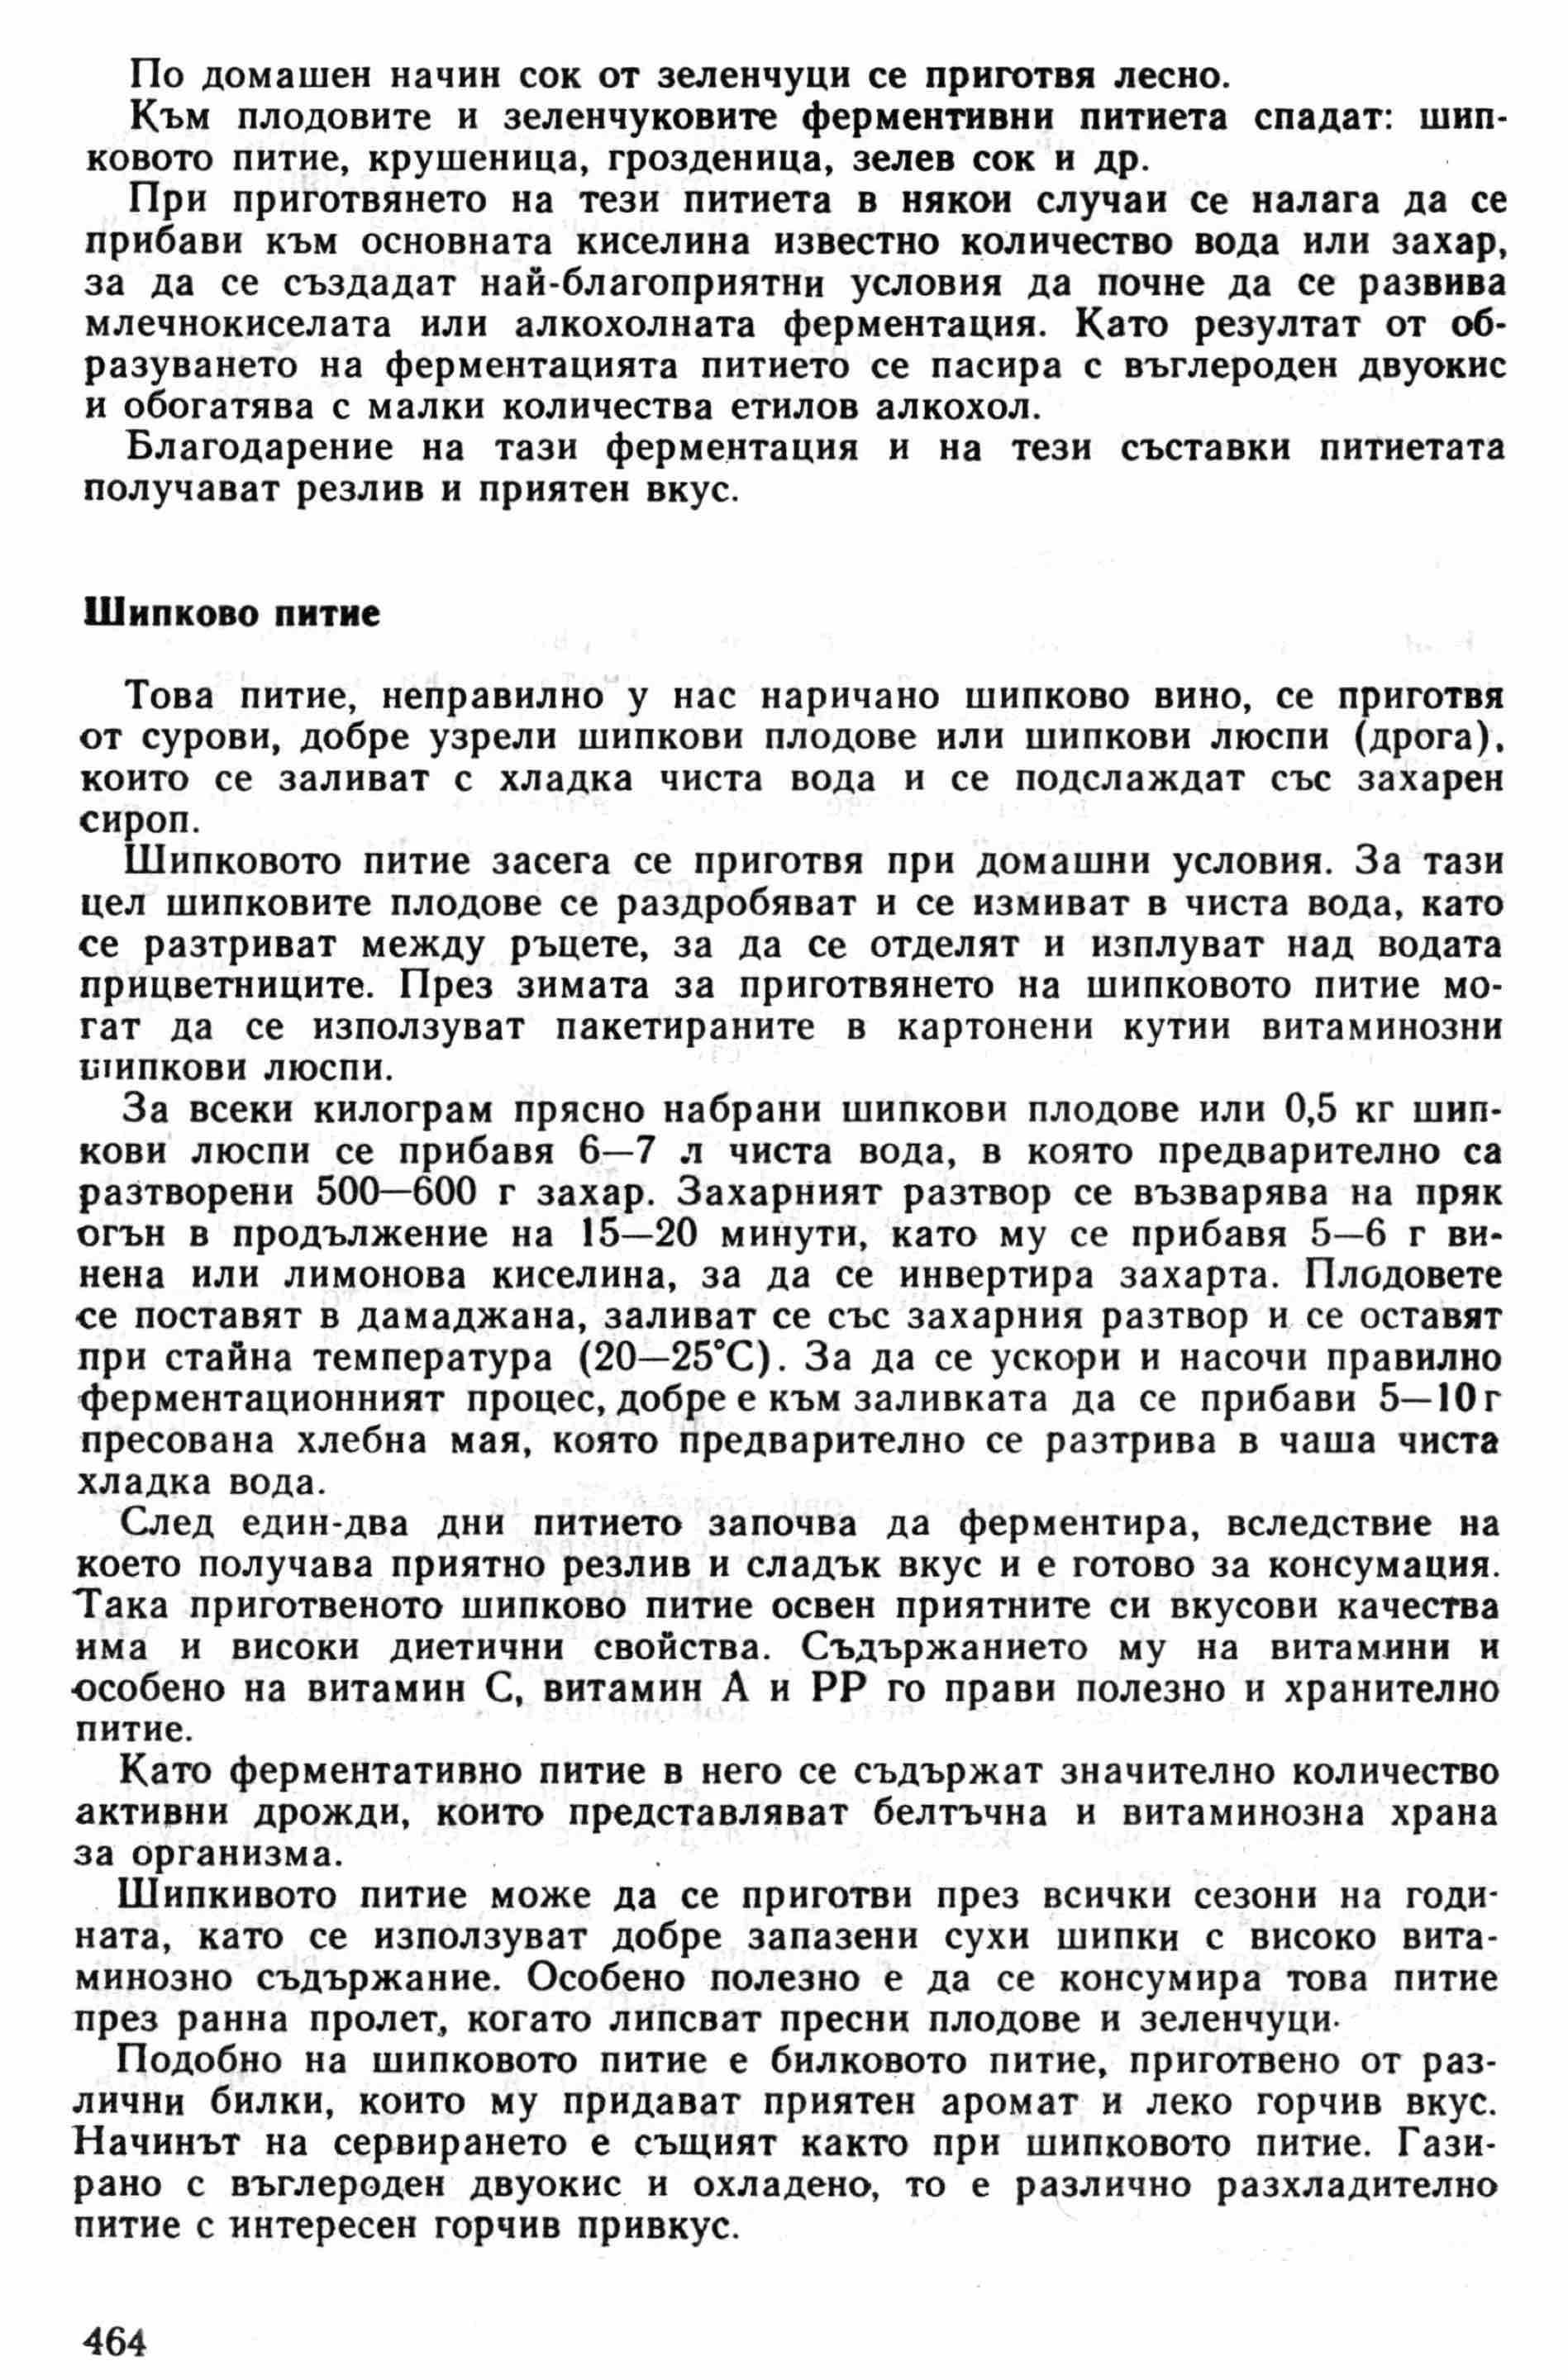 По домашен начин сок от зеленчуци се приготвя лесно.
Към плодовите и зеленчуковите ферментивни питиета спадат: шип-
ковото питие, крушеница, грозденица, зелев сок и др.
При приготвянето на тези питиета в някои случаи се налага да се
прибави към основната киселина известно количество вода или захар,
за да се създадат най-благоприятни условия да почне да се развива
млечнокиселата или алкохолната ферментация. Като резултат от об-
разуването на ферментацията питието се пасира с въглероден двуокис
и обогатява с малки количества етилов алкохол.
Благодарение на тази ферментация и на тези съставки питиетата
получават резлив и приятен вкус.
Шипково питие
Това питие, неправилно у нас наричано шипково вино, се приготвя
от сурови, добре узрели шипкови плодове или шипкови люспи (дрога),
които се заливат с хладка чиста вода и се подслаждат със захарен
сироп.
Шипковото питие засега се приготвя при домашни условия. За тази
цел шипковите плодове се раздробяват и се измиват в чиста вода, като
се разтриват между ръцете, за да се отделят и изплуват над водата
прицветниците. През зимата за приготвянето на шипковото питие мо-
гат да се използуват пакетираните в картонени кутии витаминозни
шипкови люспи.
За всеки килограм прясно набрани шипкови плодове или 0,5 кг шип-
кови люспи се прибавя 6—7 л чиста вода, в която предварително са
разтворени 500—600 г захар. Захарният разтвор се възварява на пряк
огън в продължение на 15—20 минути, като му се прибавя 5—6 г ви-
нена или лимонова киселина, за да се инвертира захарта. Плодовете
се поставят в дамаджана, заливат се със захарния разтвор и се оставят
при стайна температура (20—25°С). За да се ускори и насочи правилно
ферментационният процес, добре е към заливката да се прибави 5—10 г
пресована хлебна мая, която предварително се разтрива в чаша чиста
хладка вода.
След един-два дни питието започва да ферментира, вследствие на
което получава приятно резлив и сладък вкус и е готово за консумация.
Така приготвеното шипково питие освен приятните си вкусови качества
има и високи диетични свойства. Съдържанието му на витамини и
особено на витамин С, витамин А и РР го прави полезно и хранително
питие.
Като ферментативно питие в него се съдържат значително количество
активни дрожди, които представляват белтъчна и витаминозна храна
за организма.
Шипкивото питие може да се приготви през всички сезони на годи-
ната, като се използуват добре запазени сухи шипки с високо вита-
минозно съдържание. Особено полезно е да се консумира това питие
през ранна пролет, когато липсват пресни плодове и зеленчуци.
Подобно на шипковото питие е билковото питие, приготвено от раз-
лични билки, които му придават приятен аромат и леко горчив вкус.
Начинът на сервирането е същият както при шипковото питие. Гази-
рано с въглероден двуокис и охладено, то е различно разхладително
питие с интересен горчив привкус.
464